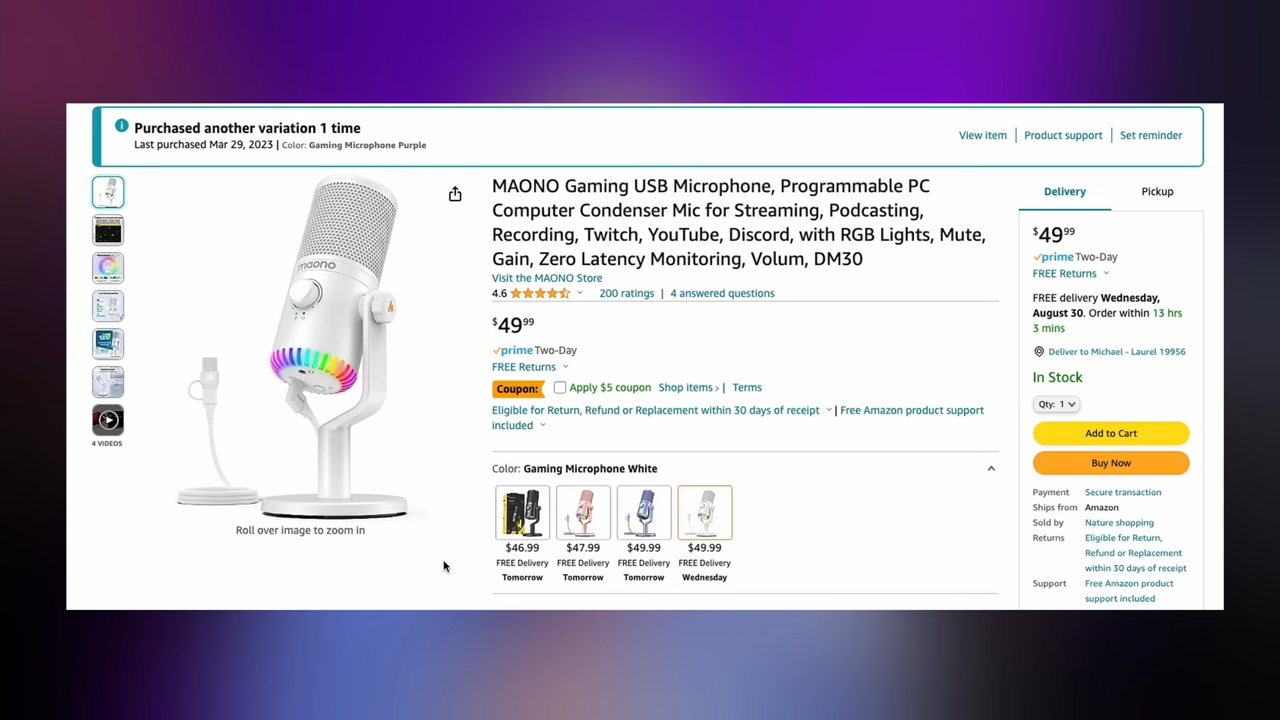 Purchased another variation 1 time
Last purchased Mar 29, 2023 | Color: Gaming Microphone Purple
View item
Product support
Set reminder
4 VIDEOS
maono
Roll over image to zoom in
MAONO Gaming USB Microphone, Programmable PC
Computer Condenser Mic for Streaming, Podcasting,
Recording, Twitch, YouTube, Discord, with RGB Lights, Mute,
Gain, Zero Latency Monitoring, Volum, DM30
Visit the MAONO Store
4.6 200 ratings | 4 answered questions
$49 99
prime Two-Day
FREE Returns
Coupon: Apply $5 coupon Shop items › | Terms
Eligible for Return, Refund or Replacement within 30 days of receipt | Free Amazon product support
included
Color: Gaming Microphone White
$46.99 $47.99 $49.99 $49.99
FREE Delivery FREE Delivery FREE Delivery FREE Delivery
Tomorrow Tomorrow Tomorrow Wednesday
Delivery Pickup
$49 99
prime Two-Day
FREE Returns
FREE delivery Wednesday,
August 30. Order within 13 hrs
3 mins
Deliver to Michael - Laurel 19956
In Stock
Qty: 1
Add to Cart
Buy Now
Payment Secure transaction
Ships from Amazon
Sold by Nature shopping
Returns Eligible for Return,
Refund or Replacement
within 30 days of receipt
Support Free Amazon product
support included